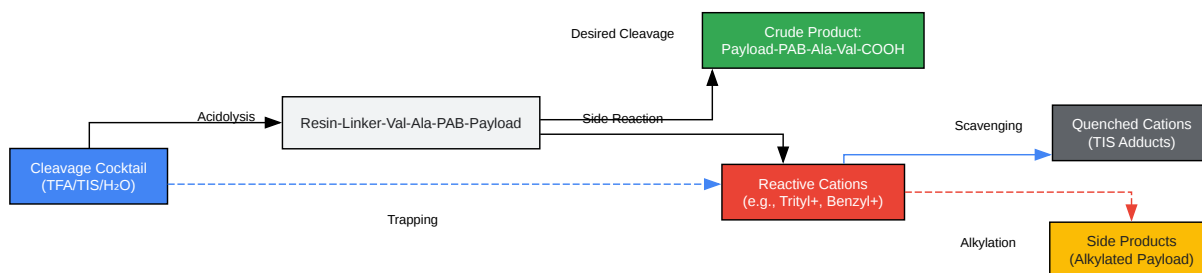 Desired Cleavage
Crude Product:
Payload-PAB-Ala-Val-COOH
Acidolysis
Resin-Linker-Val-Ala-PAB-Payload
Side Reaction
Scavenging
Quenched Cations
(TIS Adducts)
Cleavage Cocktail
(TFA/TIS/H₂O)
Reactive Cations
(e.g., Trityl+, Benzyl+)
Trapping
Alkylation
Side Products
(Alkylated Payload)